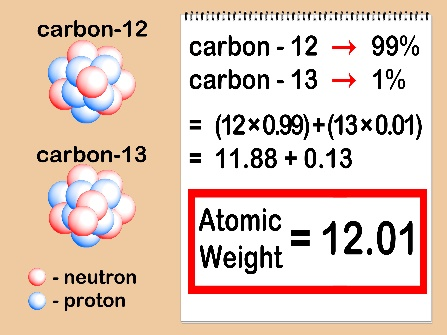 carbon-12
carbon-13
- neutron
- proton
carbon - 12 → 99%
carbon - 13 → 1%
= (12×0.99)+(13×0.01)
= 11.88 + 0.13
Atomic
Weight = 12.01